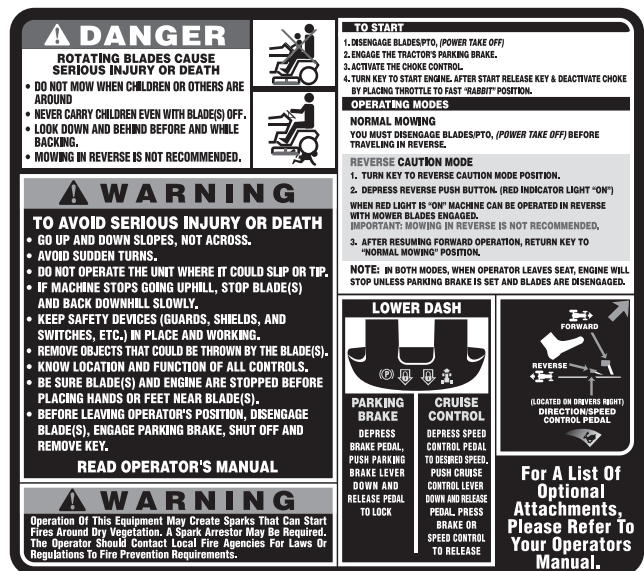 DANGER
ROTATING BLADES CAUSE
SERIOUS INJURY OR DEATH
• DO NOT MOW WHEN CHILDREN OR OTHERS ARE
AROUND
• NEVER CARRY CHILDREN EVEN WITH BLADE(S) OFF.
• LOOK DOWN AND BEHIND BEFORE AND WHILE
BACKING.
• MOWING IN REVERSE IS NOT RECOMMENDED.
WARNING
TO AVOID SERIOUS INJURY OR DEATH
• GO UP AND DOWN SLOPES, NOT ACROSS.
• AVOID SUDDEN TURNS.
• DO NOT OPERATE THE UNIT WHERE IT COULD SLIP OR TIP.
• IF MACHINE STOPS GOING UPHILL, STOP BLADE(S)
AND BACK DOWNHILL SLOWLY.
• KEEP SAFETY DEVICES (GUARDS, SHIELDS, AND
SWITCHES, ETC.) IN PLACE AND WORKING.
• REMOVE OBJECTS THAT COULD BE THROWN BY THE BLADE(S).
• KNOW LOCATION AND FUNCTION OF ALL CONTROLS.
• BE SURE BLADE(S) AND ENGINE ARE STOPPED BEFORE
PLACING HANDS OR FEET NEAR BLADE(S).
• BEFORE LEAVING OPERATOR'S POSITION, DISENGAGE
BLADE(S), ENGAGE PARKING BRAKE, SHUT OFF AND
REMOVE KEY.
READ OPERATOR'S MANUAL
WARNING
Operation Of This Equipment May Create Sparks That Can Start
Fires Around Dry Vegetation. A Spark Arrestor May Be Required.
The Operator Should Contact Local Fire Agencies For Laws Or
Regulations To Fire Prevention Requirements.
TO START
1. DISENGAGE BLADES/PTO, (POWER TAKE OFF)
2. ENGAGE THE TRACTOR'S PARKING BRAKE.
3. ACTIVATE THE CHOKE CONTROL.
4. TURN KEY TO START ENGINE. AFTER START RELEASE KEY & DEACTIVATE CHOKE
BY PLACING THROTTLE TO FAST "RABBIT" POSITION.
OPERATING MODES
NORMAL MOWING
YOU MUST DISENGAGE BLADES/PTO, (POWER TAKE OFF) BEFORE
TRAVELING IN REVERSE.
REVERSE CAUTION MODE
1. TURN KEY TO REVERSE CAUTION MODE POSITION.
2. DEPRESS REVERSE PUSH BUTTON. (RED INDICATOR LIGHT "ON")
WHEN RED LIGHT IS "ON" MACHINE CAN BE OPERATED IN REVERSE
WITH MOWER BLADES ENGAGED.
IMPORTANT: MOWING IN REVERSE IS NOT RECOMMENDED.
3. AFTER RESUMING FORWARD OPERATION, RETURN KEY TO
"NORMAL MOWING" POSITION.
NOTE: IN BOTH MODES, WHEN OPERATOR LEAVES SEAT, ENGINE WILL
STOP UNLESS PARKING BRAKE IS SET AND BLADES ARE DISENGAGED.
LOWER DASH
P
PARKING
BRAKE
DEPRESS
BRAKE PEDAL,
PUSH PARKING
BRAKE LEVER
DOWN AND
RELEASE PEDAL
TO LOCK
CRUISE
CONTROL
DEPRESS SPEED
CONTROL PEDAL
TO DESIRED SPEED.
PUSH CRUISE
CONTROL LEVER
DOWN AND RELEASE
PEDAL. PRESS
BRAKE OR
SPEED CONTROL
TO RELEASE
FORWARD
REVERSE
(LOCATED ON DRIVERS RIGHT)
DIRECTION/SPEED
CONTROL PEDAL
For A List Of
Optional
Attachments,
Please Refer To
Your Operators
Manual.